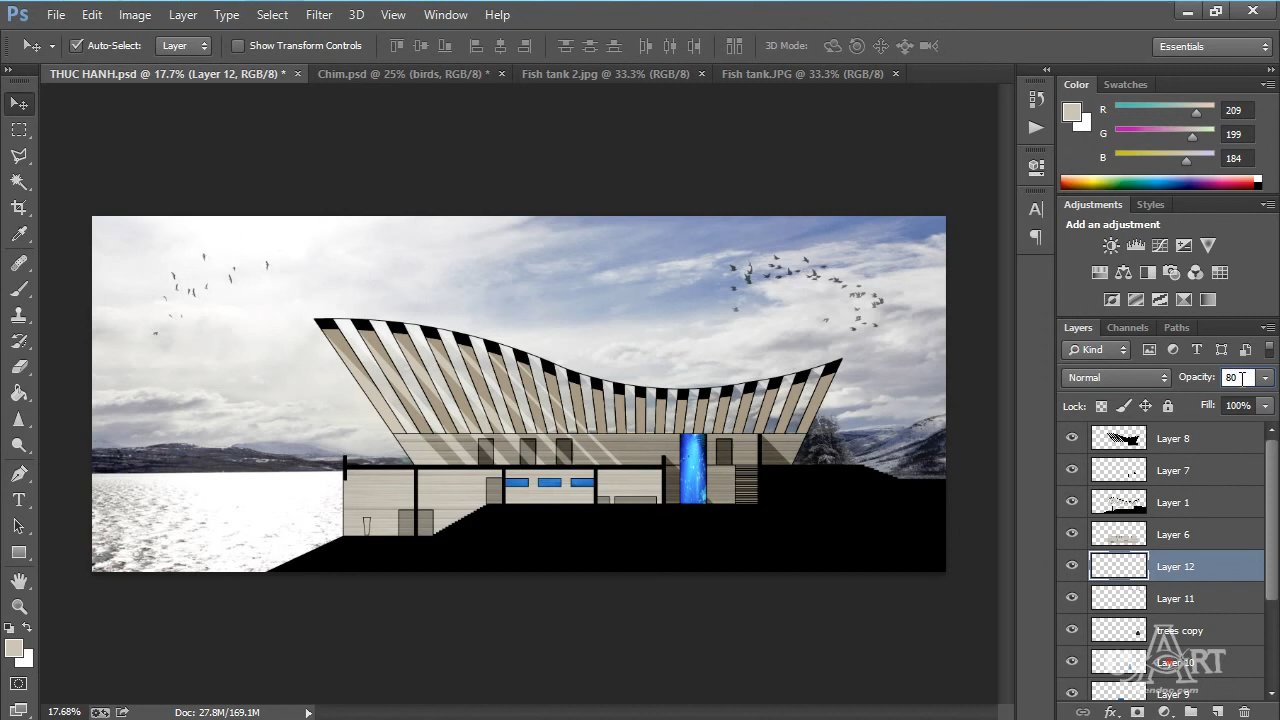 Ps File Edit Image Layer Type Select Filter 3D View Window Help
Auto-Select: Layer Show Transform Controls 3D Mode: Essentials
THUC HANH.psd @ 17.7% (Layer 12, RGB/8) * × Chim.psd @ 25% (birds, RGB/8) * × Fish tank 2.jpg @ 33.3% (RGB/8) × Fish tank.JPG @ 33.3% (RGB/8) ×
Color Swatches
R 209
G 199
B 184
Adjustments Styles
Add an adjustment
Layers Channels Paths
Kind
Normal Opacity: 80
Lock: Fill: 100%
Layer 8
Layer 7
Layer 1
Layer 6
Layer 12
Layer 11
trees copy
Layer 10
Layer 9
ART
17.68% Doc: 27.8M/169.1M